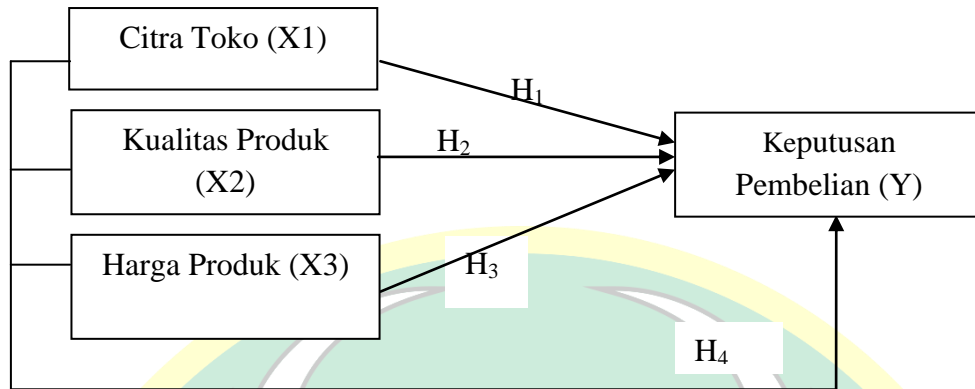 Citra Toko (X1)
H₁
Kualitas Produk
(X2)
H₂
Keputusan
Pembelian (Y)
Harga Produk (X3)
H₃
H₄